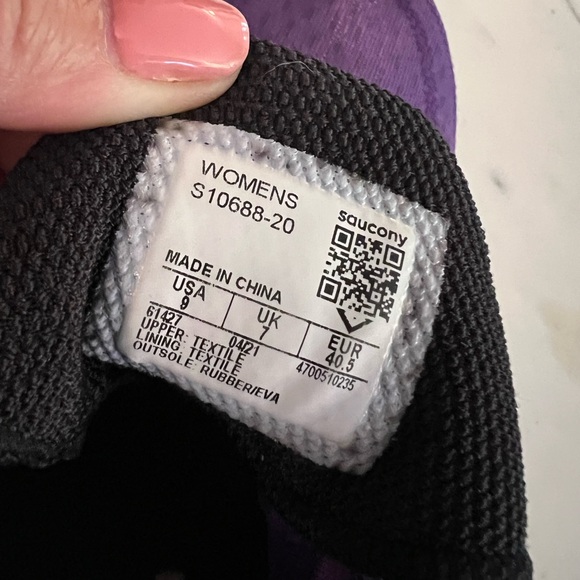 WOMENS
S10688-20
saucony
MADE IN CHINA
USA UK EUR
9 7 40.5
61427 04/21 4700510235
UPPER: TEXTILE
LINING: TEXTILE
OUTSOLE: RUBBER/EVA